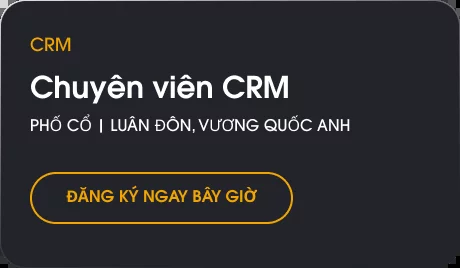 CRM
Chuyên viên CRM
PHỐ CỔ | LUÂN ĐÔN, VƯƠNG QUỐC ANH
ĐĂNG KÝ NGAY BÂY GIỜ